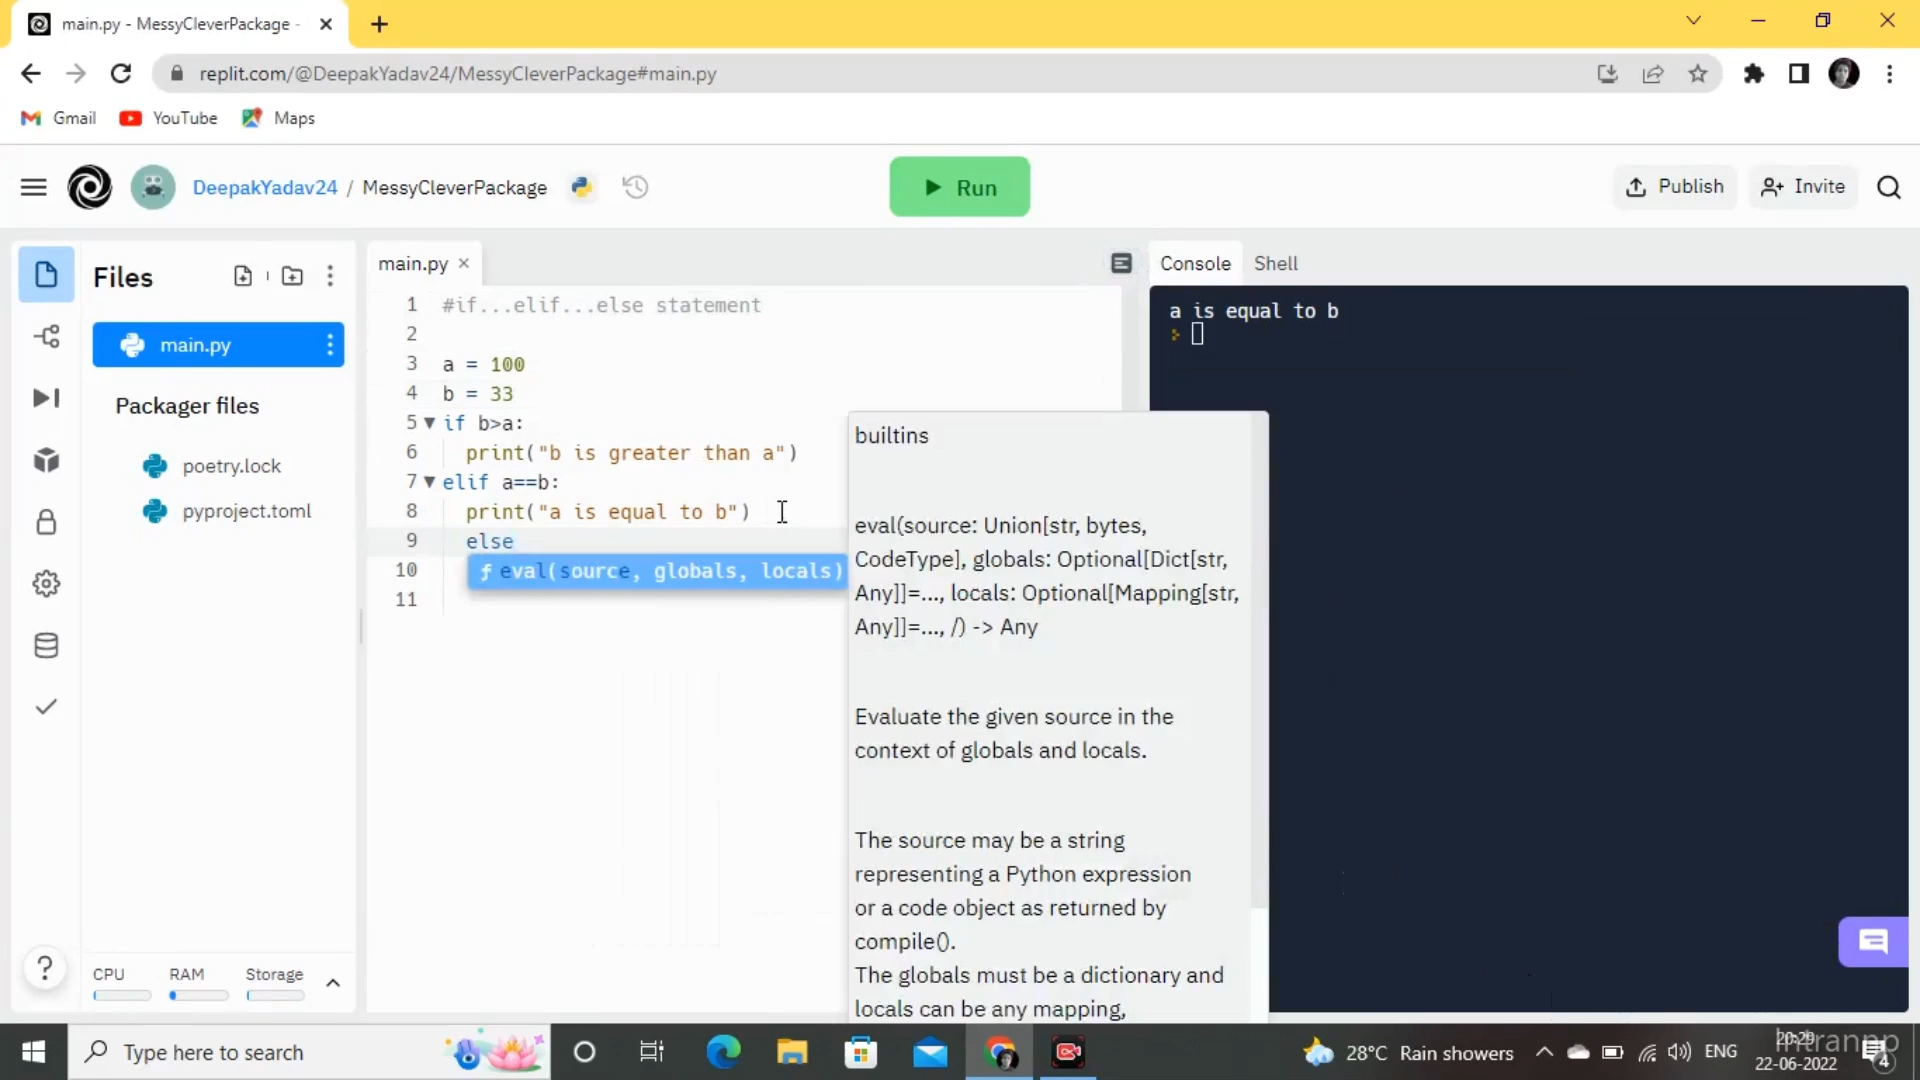 main.py - MessyCleverPackage -
replit.com/@DeepakYadav24/MessyCleverPackage#main.py
Gmail
YouTube
Maps
DeepakYadav24 / MessyCleverPackage
Run
Publish
Invite
Files
main.py
Packager files
poetry.lock
pyproject.toml
CPU
RAM
Storage
main.py
1 #if...elif...else statement
2
3 a = 100
4 b = 33
5 if b>a:
6 print("b is greater than a")
7 elif a==b:
8 print("a is equal to b")
9 else
10
11
eval(source, globals, locals)
builtins
eval(source: Union[str, bytes,
CodeType], globals: Optional[Dict[str,
Any]]=..., locals: Optional[Mapping[str,
Any]]=..., /) -> Any
Evaluate the given source in the
context of globals and locals.
The source may be a string
representing a Python expression
or a code object as returned by
compile().
The globals must be a dictionary and
locals can be any mapping,
Console
Shell
a is equal to b
Type here to search
28°C Rain showers
ENG
20:29
22-06-2022
4